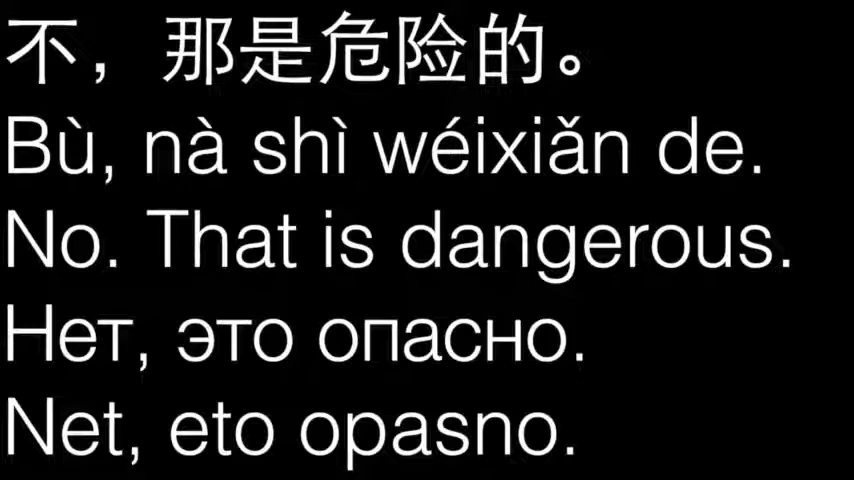 不，那是危险的。
Bù, nà shì wéixiǎn de.
No. That is dangerous.
Нет, это опасно.
Net, eto opasno.